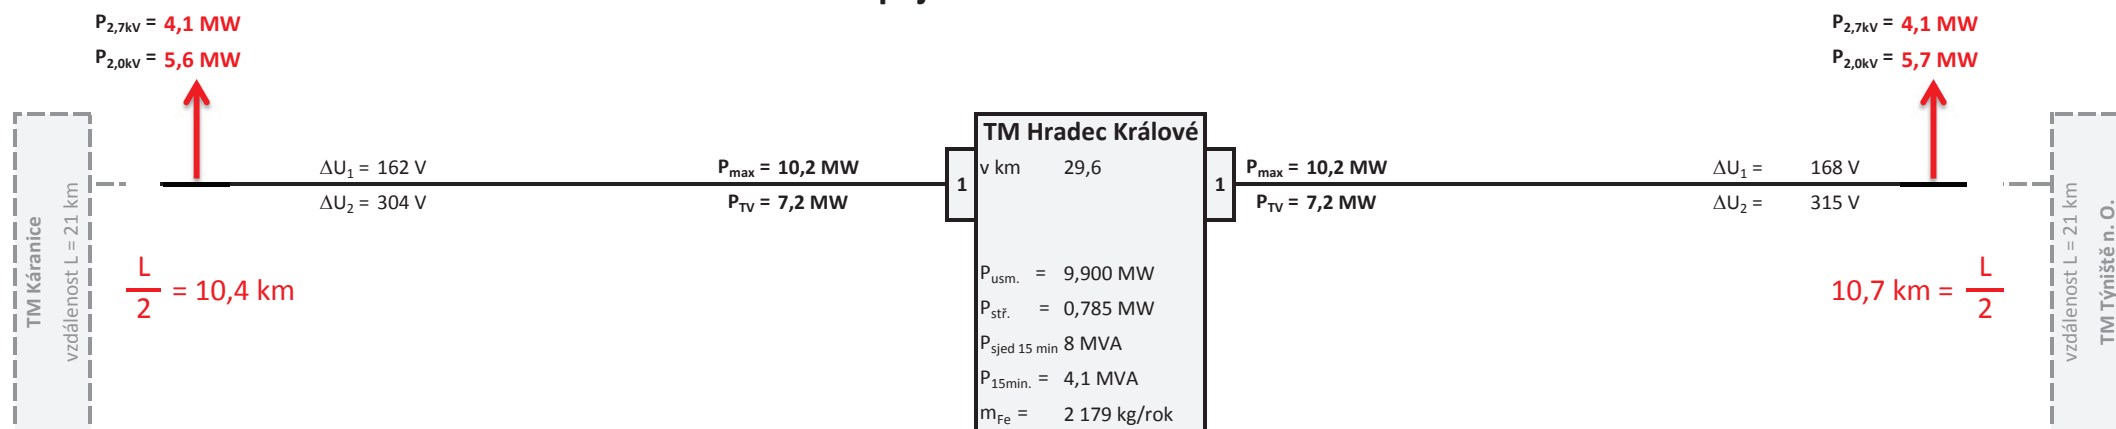 P2,7kV = 4,1 MW
P2,0kV = 5,6 MW
P2,7kV = 4,1 MW
P2,0kV = 5,7 MW
TM Káranice
vzdálenost L = 21 km
L
2
= 10,4 km
ΔU1 = 162 V
ΔU2 = 304 V
Pmax = 10,2 MW
PTV = 7,2 MW
1
TM Hradec Králové
v km 29,6
Pusm. = 9,900 MW
Pstř. = 0,785 MW
Psjed 15 min 8 MVA
P15min. = 4,1 MVA
mFe = 2 179 kg/rok
1
Pmax = 10,2 MW
PTV = 7,2 MW
ΔU1 = 168 V
ΔU2 = 315 V
10,7 km =
L
2
vzdálenost L = 21 km
TM Týniště n. O.